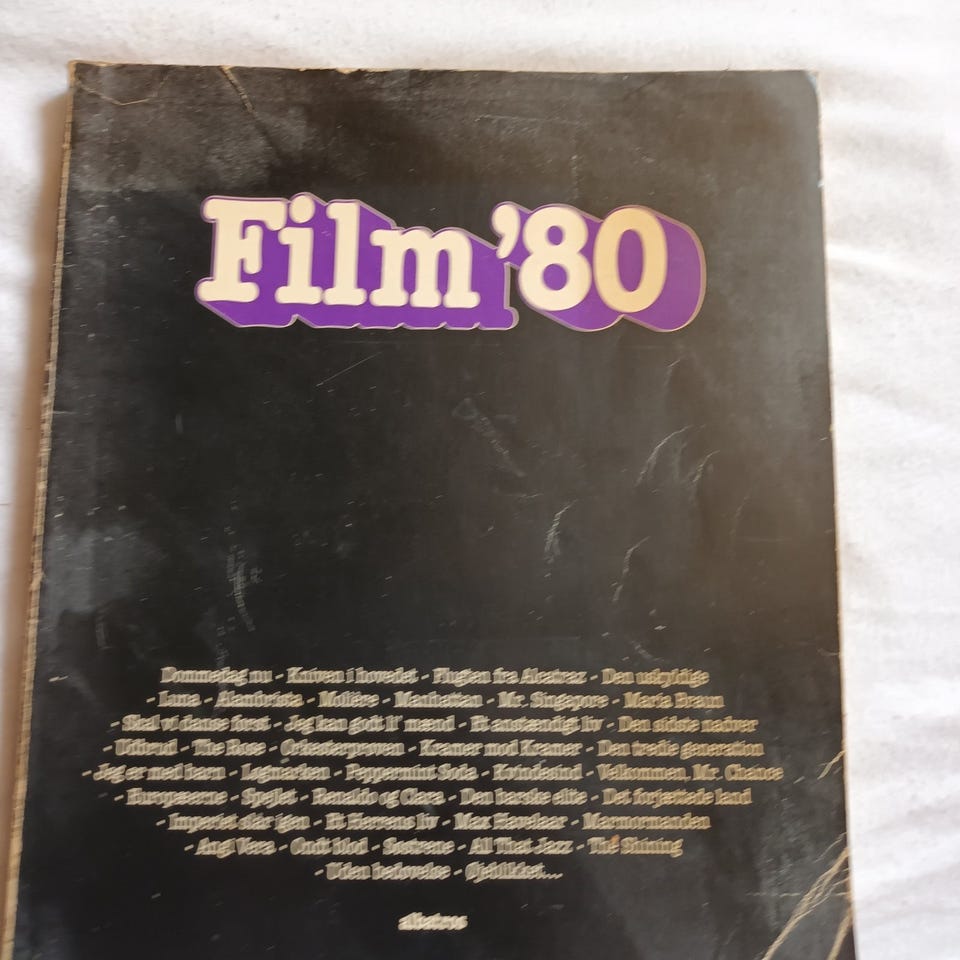 Film '80
Dommedag nu - Kniven i hovedet - Flugten fra Alcatraz - Den uskyldige
- Luna - Alambrista - Molière - Manhattan - Mr. Singapore - Maria Braun
- Skal vi danse først - Jeg kan godt li' mænd - Et anstændigt liv - Den sidste nadver
- Udbrud - The Rose - Orkesterprøven - Kramer mod Kramer - Den tredie generation
- Jeg er med barn - Løgmarken - Peppermint Soda - Kvindesind - Velkommen, Mr. Chance
- Europæerne - Spejlet - Renaldo og Clara - Den barske elite - Det forjættede land
- Imperiet slår igen - Et Herrens liv - Max Havelaar - Marmormanden
- Angi Vera - Ondt blod - Søstrene - All That Jazz - The Shining
- Uden bedøvelse - Øjeblikket...
albatros